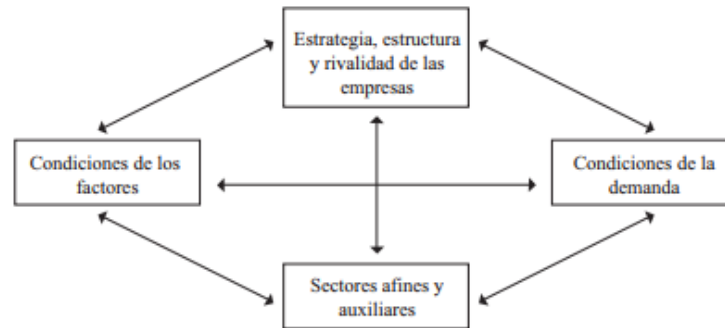 Estrategia, estructura
y rivalidad de las
empresas
Condiciones de los
factores
Condiciones de la
demanda
Sectores afines y
auxiliares